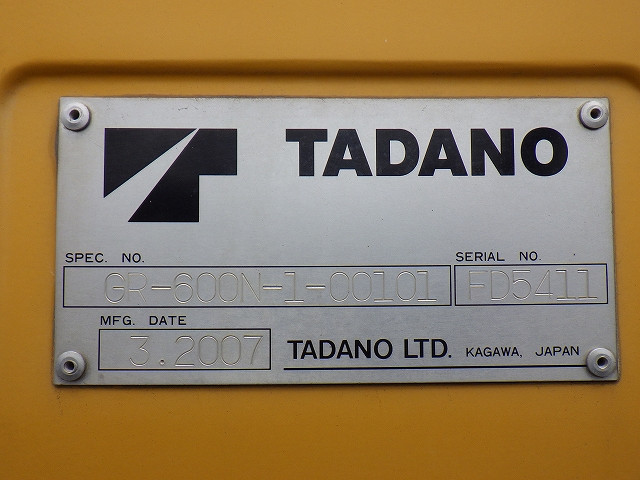 TADANO
SPEC. NO.
GR-600N-1-00101
SERIAL NO.
FD5411
MFG. DATE
3.2007
TADANO LTD. KAGAWA, JAPAN